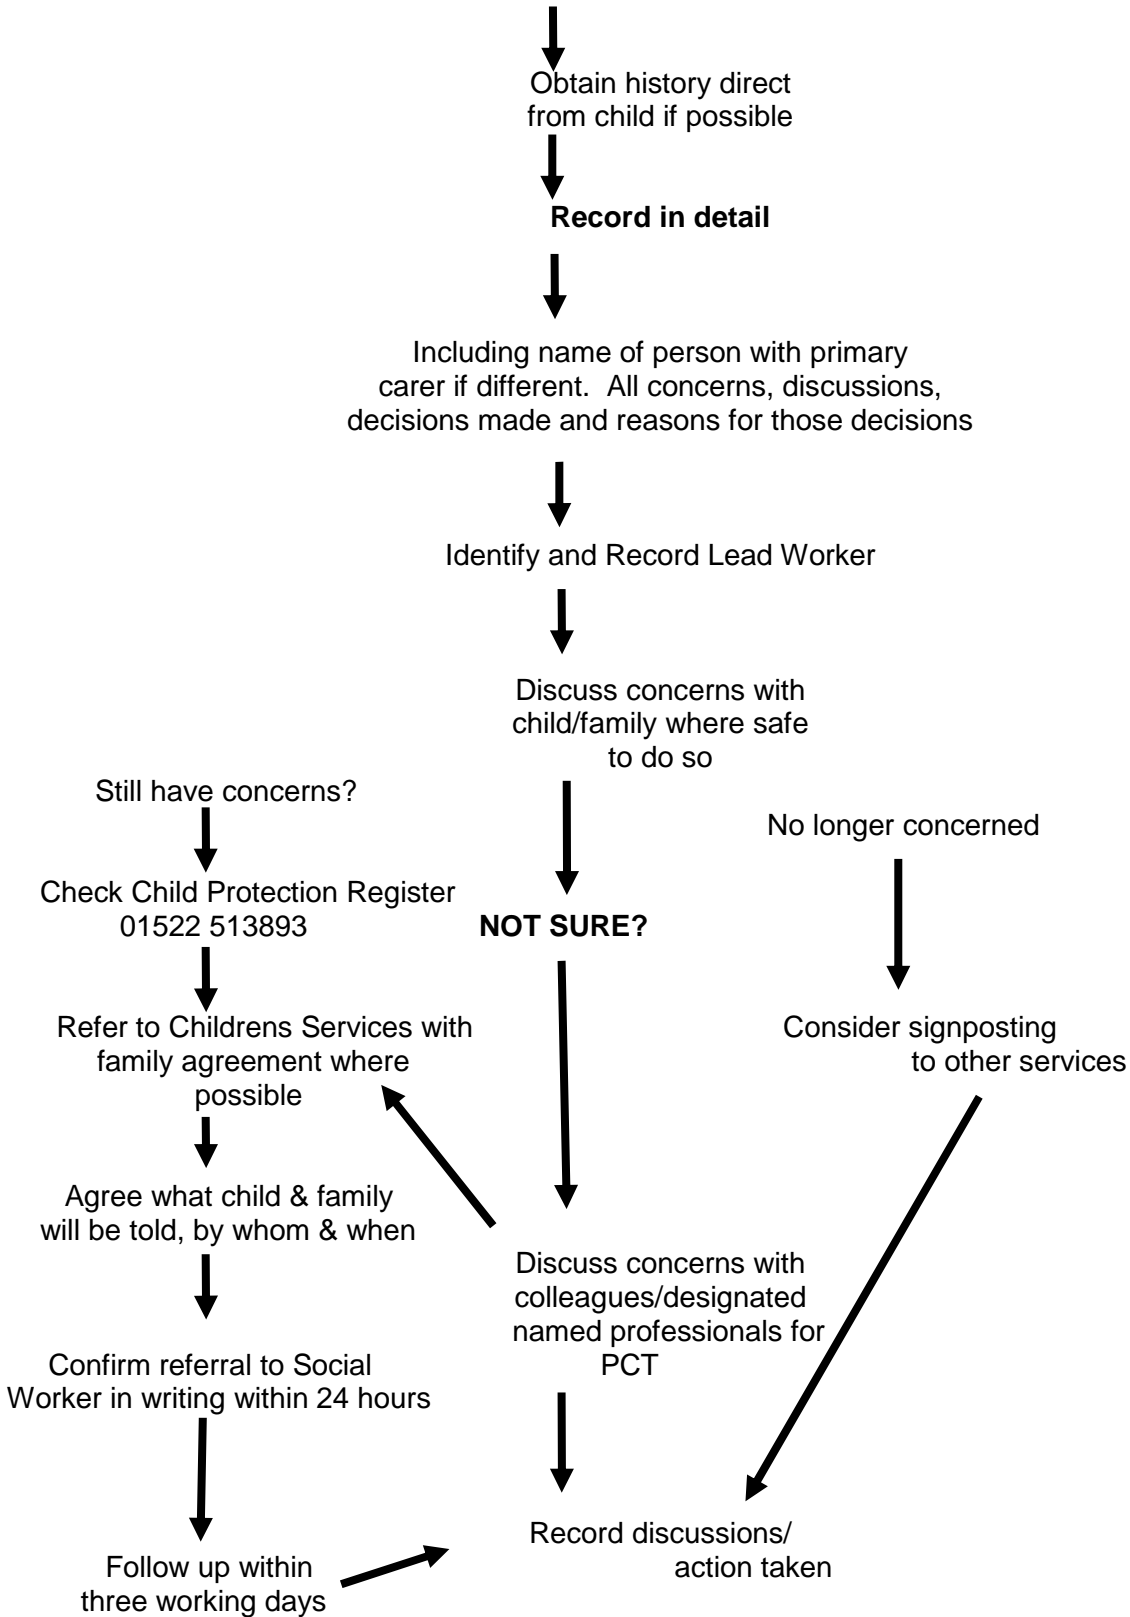 Obtain history direct
from child if possible
Record in detail
Including name of person with primary
carer if different. All concerns, discussions,
decisions made and reasons for those decisions
Identify and Record Lead Worker
Discuss concerns with
child/family where safe
to do so
Still have concerns?
No longer concerned
Check Child Protection Register
01522 513893
NOT SURE?
Refer to Childrens Services with
family agreement where
possible
Consider signposting
to other services
Agree what child & family
will be told, by whom & when
Discuss concerns with
colleagues/designated
named professionals for
PCT
Confirm referral to Social
Worker in writing within 24 hours
Record discussions/
action taken
Follow up within
three working days